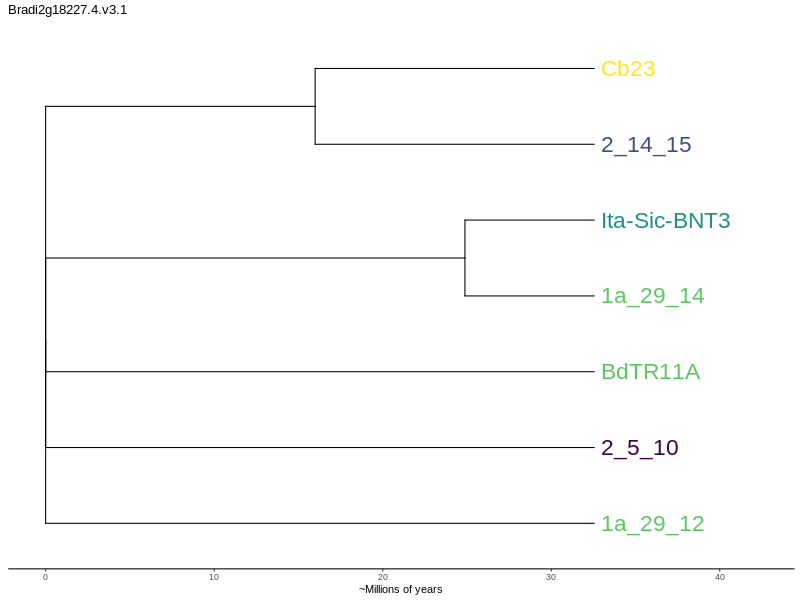 Bradi2g18227.4.v3.1
Cb23
2_14_15
Ita-Sic-BNT3
1a_29_14
BdTR11A
2_5_10
1a_29_12
0 10 20 30 40
~Millions of years